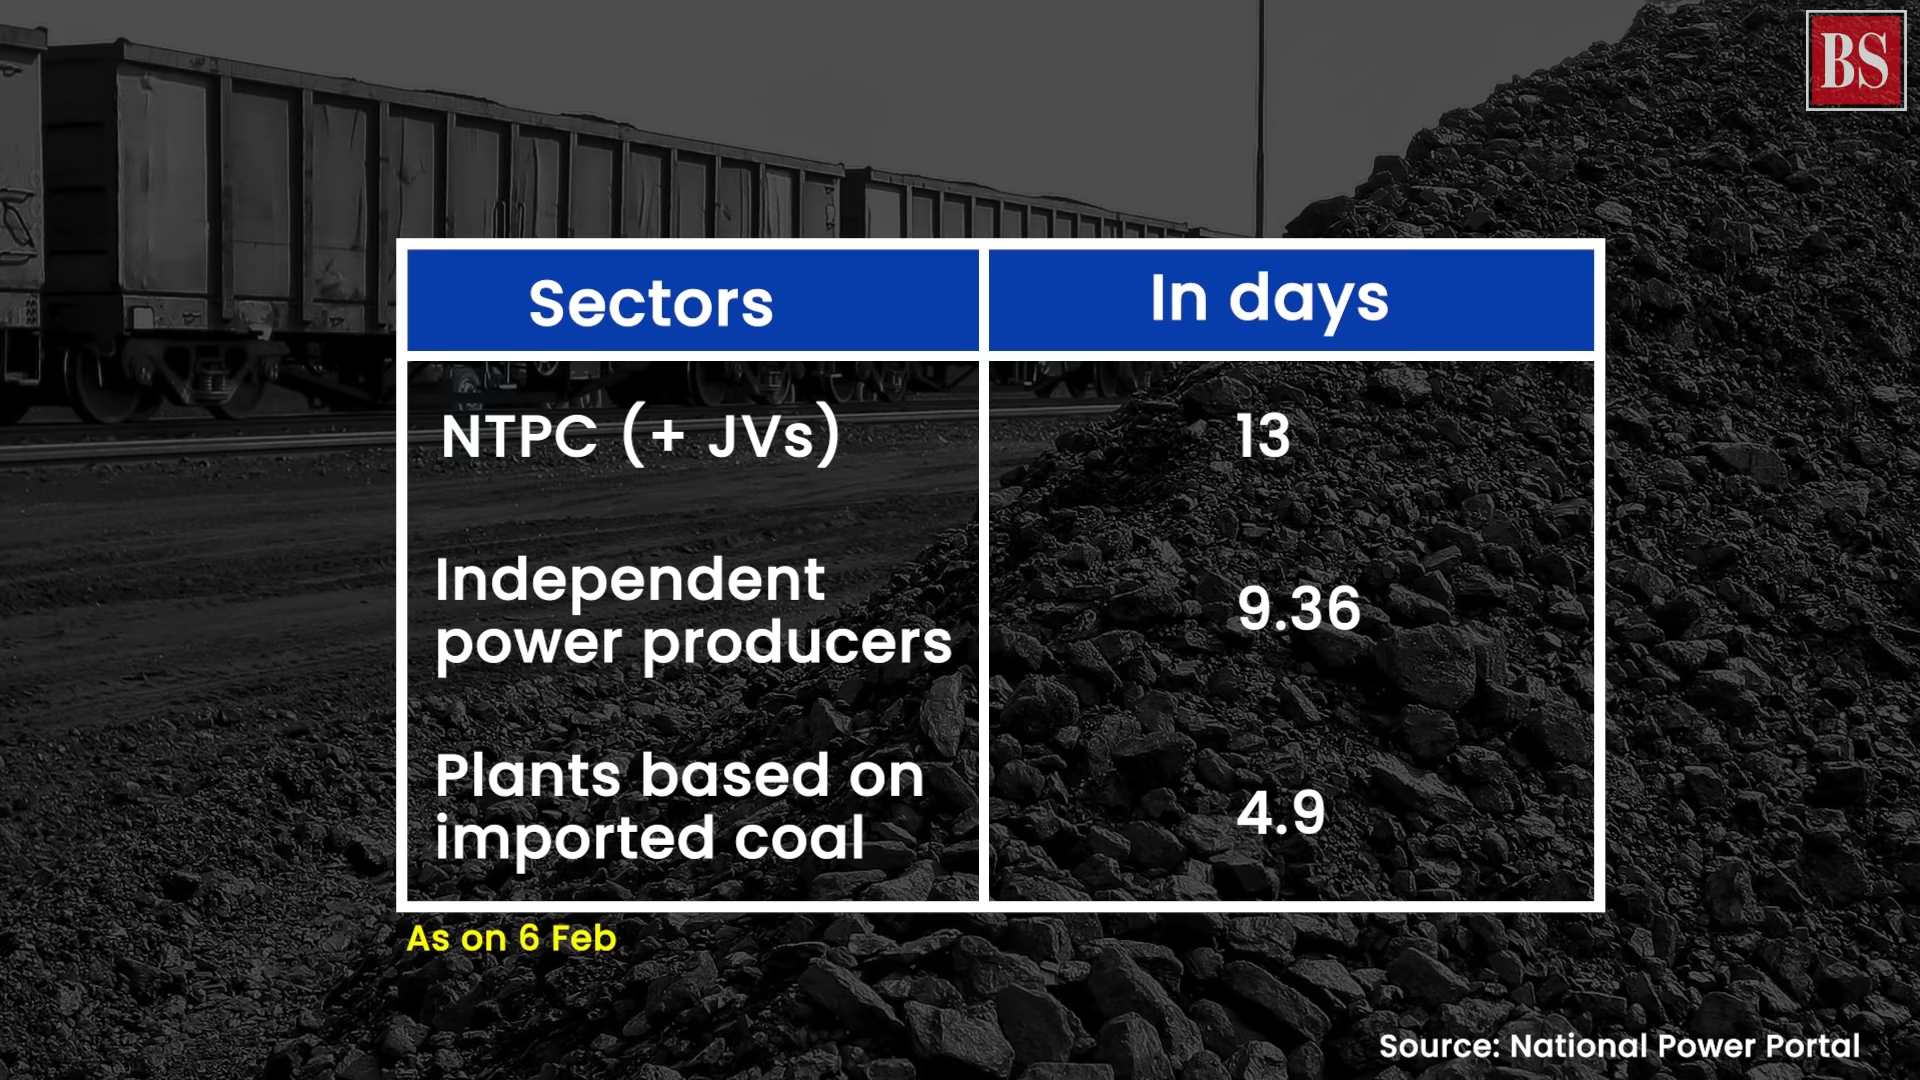 BS
Sectors
In days
NTPC (+ JVs)
13
Independent
power producers
9.36
Plants based on
imported coal
4.9
As on 6 Feb
Source: National Power Portal